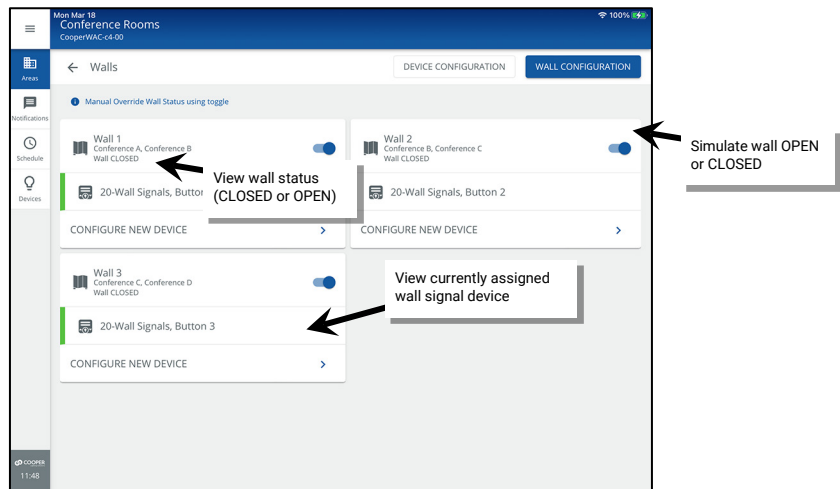 Mon Mar 18
100%
Conference Rooms
CooperWAC-c4-00
Areas
Notifications
Schedule
Devices
Walls
DEVICE CONFIGURATION
WALL CONFIGURATION
Manual Override Wall Status using toggle
Wall 1
Conference A, Conference B
Wall CLOSED
20-Wall Signals, Button
CONFIGURE NEW DEVICE
Wall 2
Conference B, Conference C
Wall CLOSED
20-Wall Signals, Button 2
CONFIGURE NEW DEVICE
View wall status
(CLOSED or OPEN)
Simulate wall OPEN
or CLOSED
Wall 3
Conference C, Conference D
Wall CLOSED
20-Wall Signals, Button 3
CONFIGURE NEW DEVICE
View currently assigned
wall signal device
COOPER
11:48